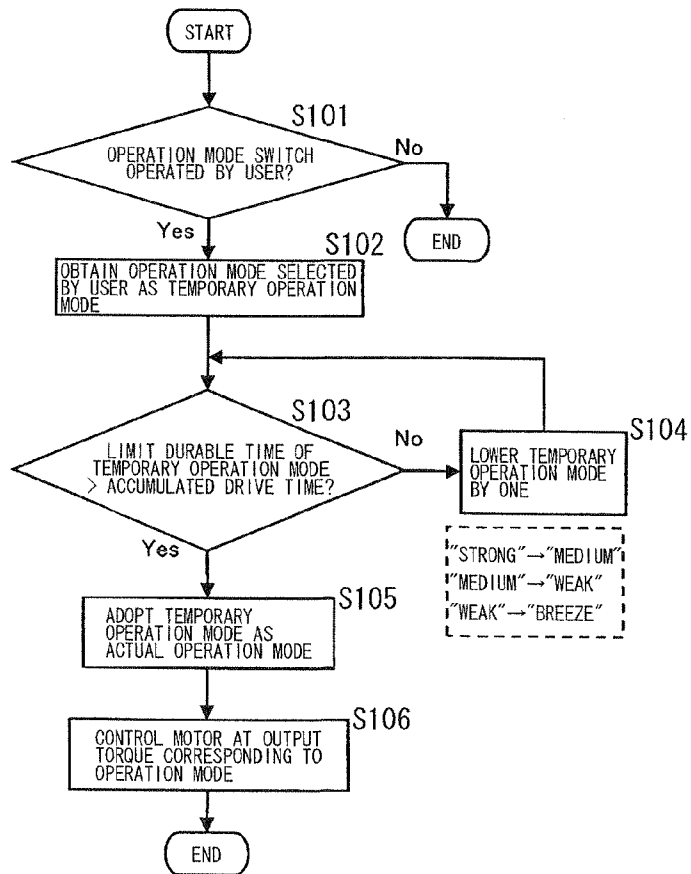 START
S101
OPERATION MODE SWITCH
OPERATED BY USER?
No
END
Yes
S102
OBTAIN OPERATION MODE SELECTED
BY USER AS TEMPORARY OPERATION
MODE
S103
LIMIT DURABLE TIME OF
TEMPORARY OPERATION MODE
> ACCUMULATED DRIVE TIME?
No
S104
LOWER TEMPORARY
OPERATION MODE
BY ONE
"STRONG"→"MEDIUM"
"MEDIUM"→"WEAK"
"WEAK"→"BREEZE"
Yes
S105
ADOPT TEMPORARY
OPERATION MODE AS
ACTUAL OPERATION MODE
S106
CONTROL MOTOR AT OUTPUT
TORQUE CORRESPONDING TO
OPERATION MODE
END